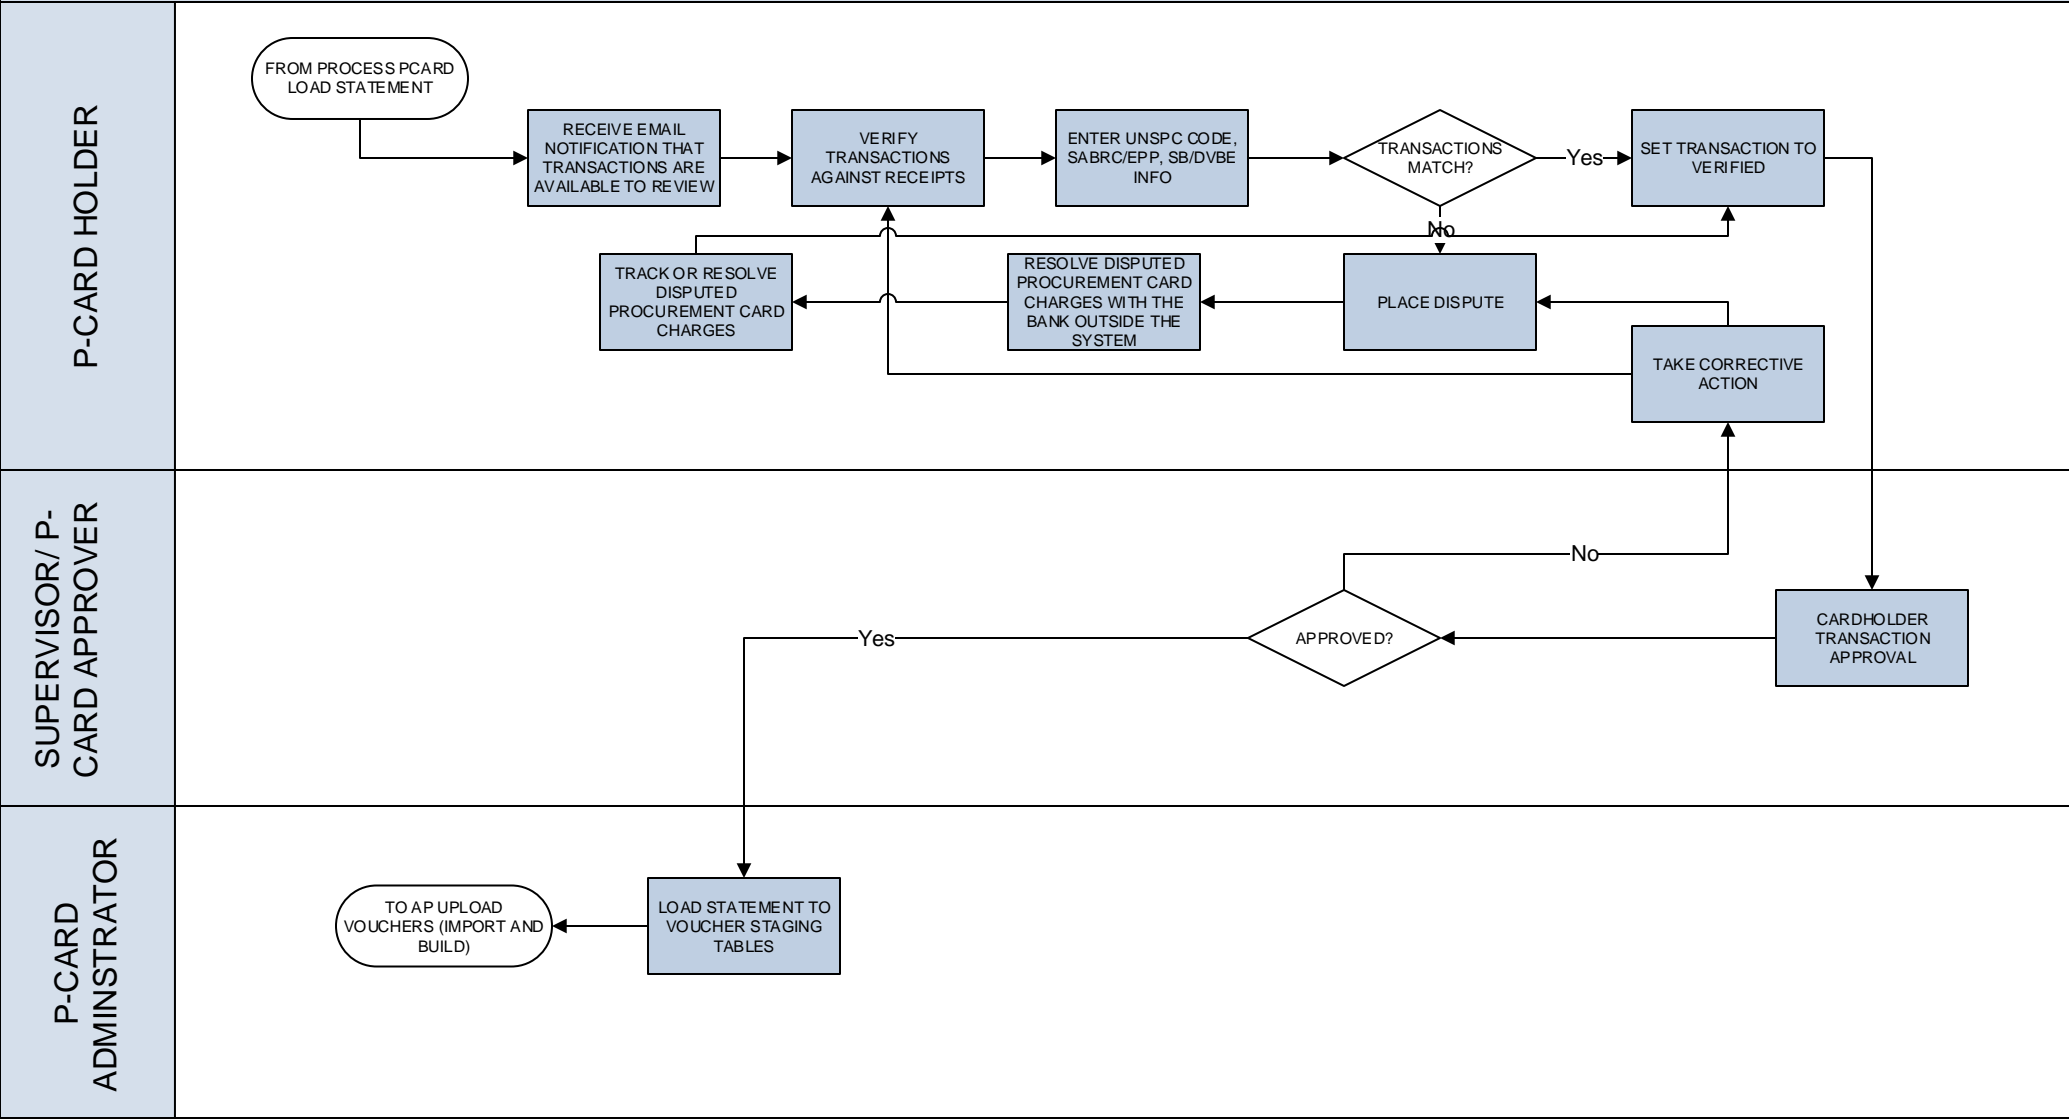 P-CARD HOLDER
FROM PROCESS PCARD
LOAD STATEMENT
RECEIVE EMAIL
NOTIFICATION THAT
TRANSACTIONS ARE
AVAILABLE TO REVIEW
VERIFY
TRANSACTIONS
AGAINST RECEIPTS
ENTER UNSPC CODE,
SABRC/EPP, SB/DVBE
INFO
TRANSACTIONS
MATCH?
Yes
SET TRANSACTION TO
VERIFIED
No
TRACK OR RESOLVE
DISPUTED
PROCUREMENT CARD
CHARGES
RESOLVE DISPUTED
PROCUREMENT CARD
CHARGES WITH THE
BANK OUTSIDE THE
SYSTEM
PLACE DISPUTE
TAKE CORRECTIVE
ACTION
SUPERVISOR/ P-
CARD APPROVER
No
Yes
APPROVED?
CARDHOLDER
TRANSACTION
APPROVAL
P-CARD
ADMINSTRATOR
TO AP UPLOAD
VOUCHERS (IMPORT AND
BUILD)
LOAD STATEMENT TO
VOUCHER STAGING
TABLES